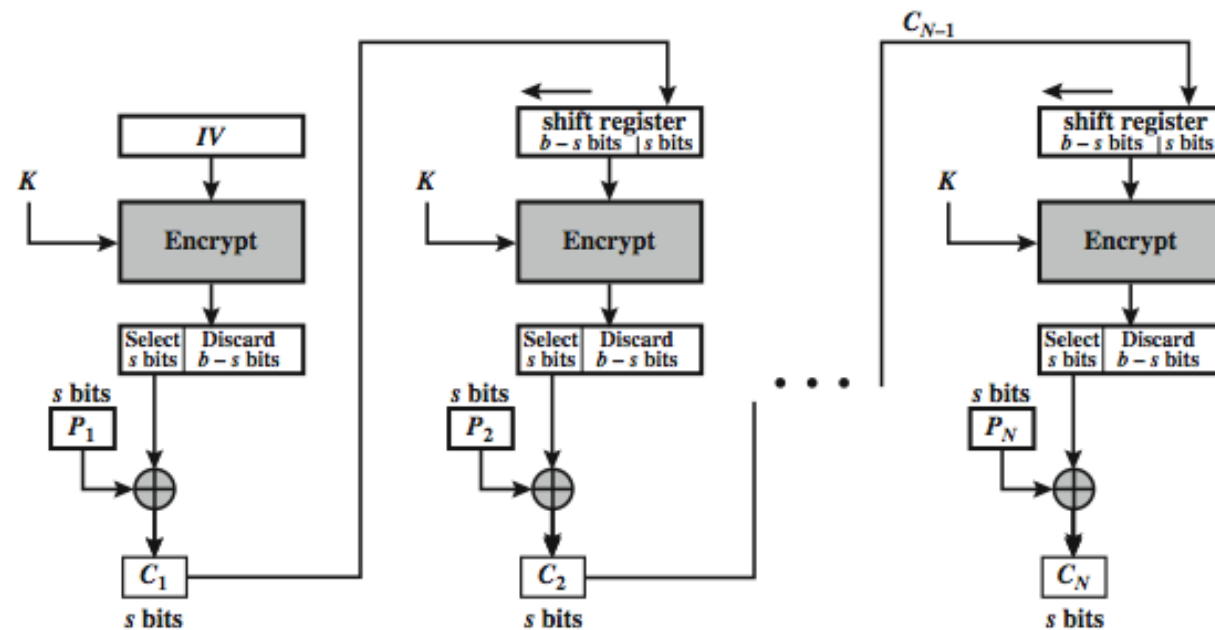 C_{N-1}
IV
shift register
b – s bits | s bits
shift register
b – s bits | s bits
K
Encrypt
K
Encrypt
K
Encrypt
Select
s bits
Discard
b – s bits
Select
s bits
Discard
b – s bits
Select
s bits
Discard
b – s bits
s bits
P_1
s bits
P_2
• • •
s bits
P_N
C_1
s bits
C_2
s bits
C_N
s bits